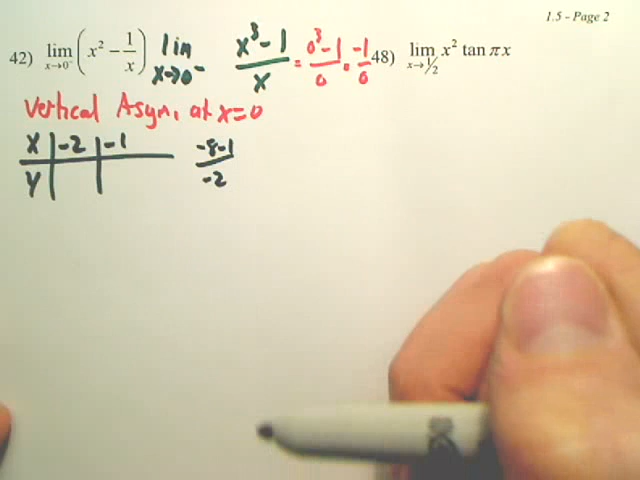 1.5 - Page 2
42) lim x→0⁻ (x² − 1/x) lim x→0⁻ x³ - 1 / x = 0³ - 1 / 0 = -1 / 0
48) lim x→1/2 x² tan πx
Vertical Asym. at x=0
x | -2 | -1
y | |
-8-1 / -2